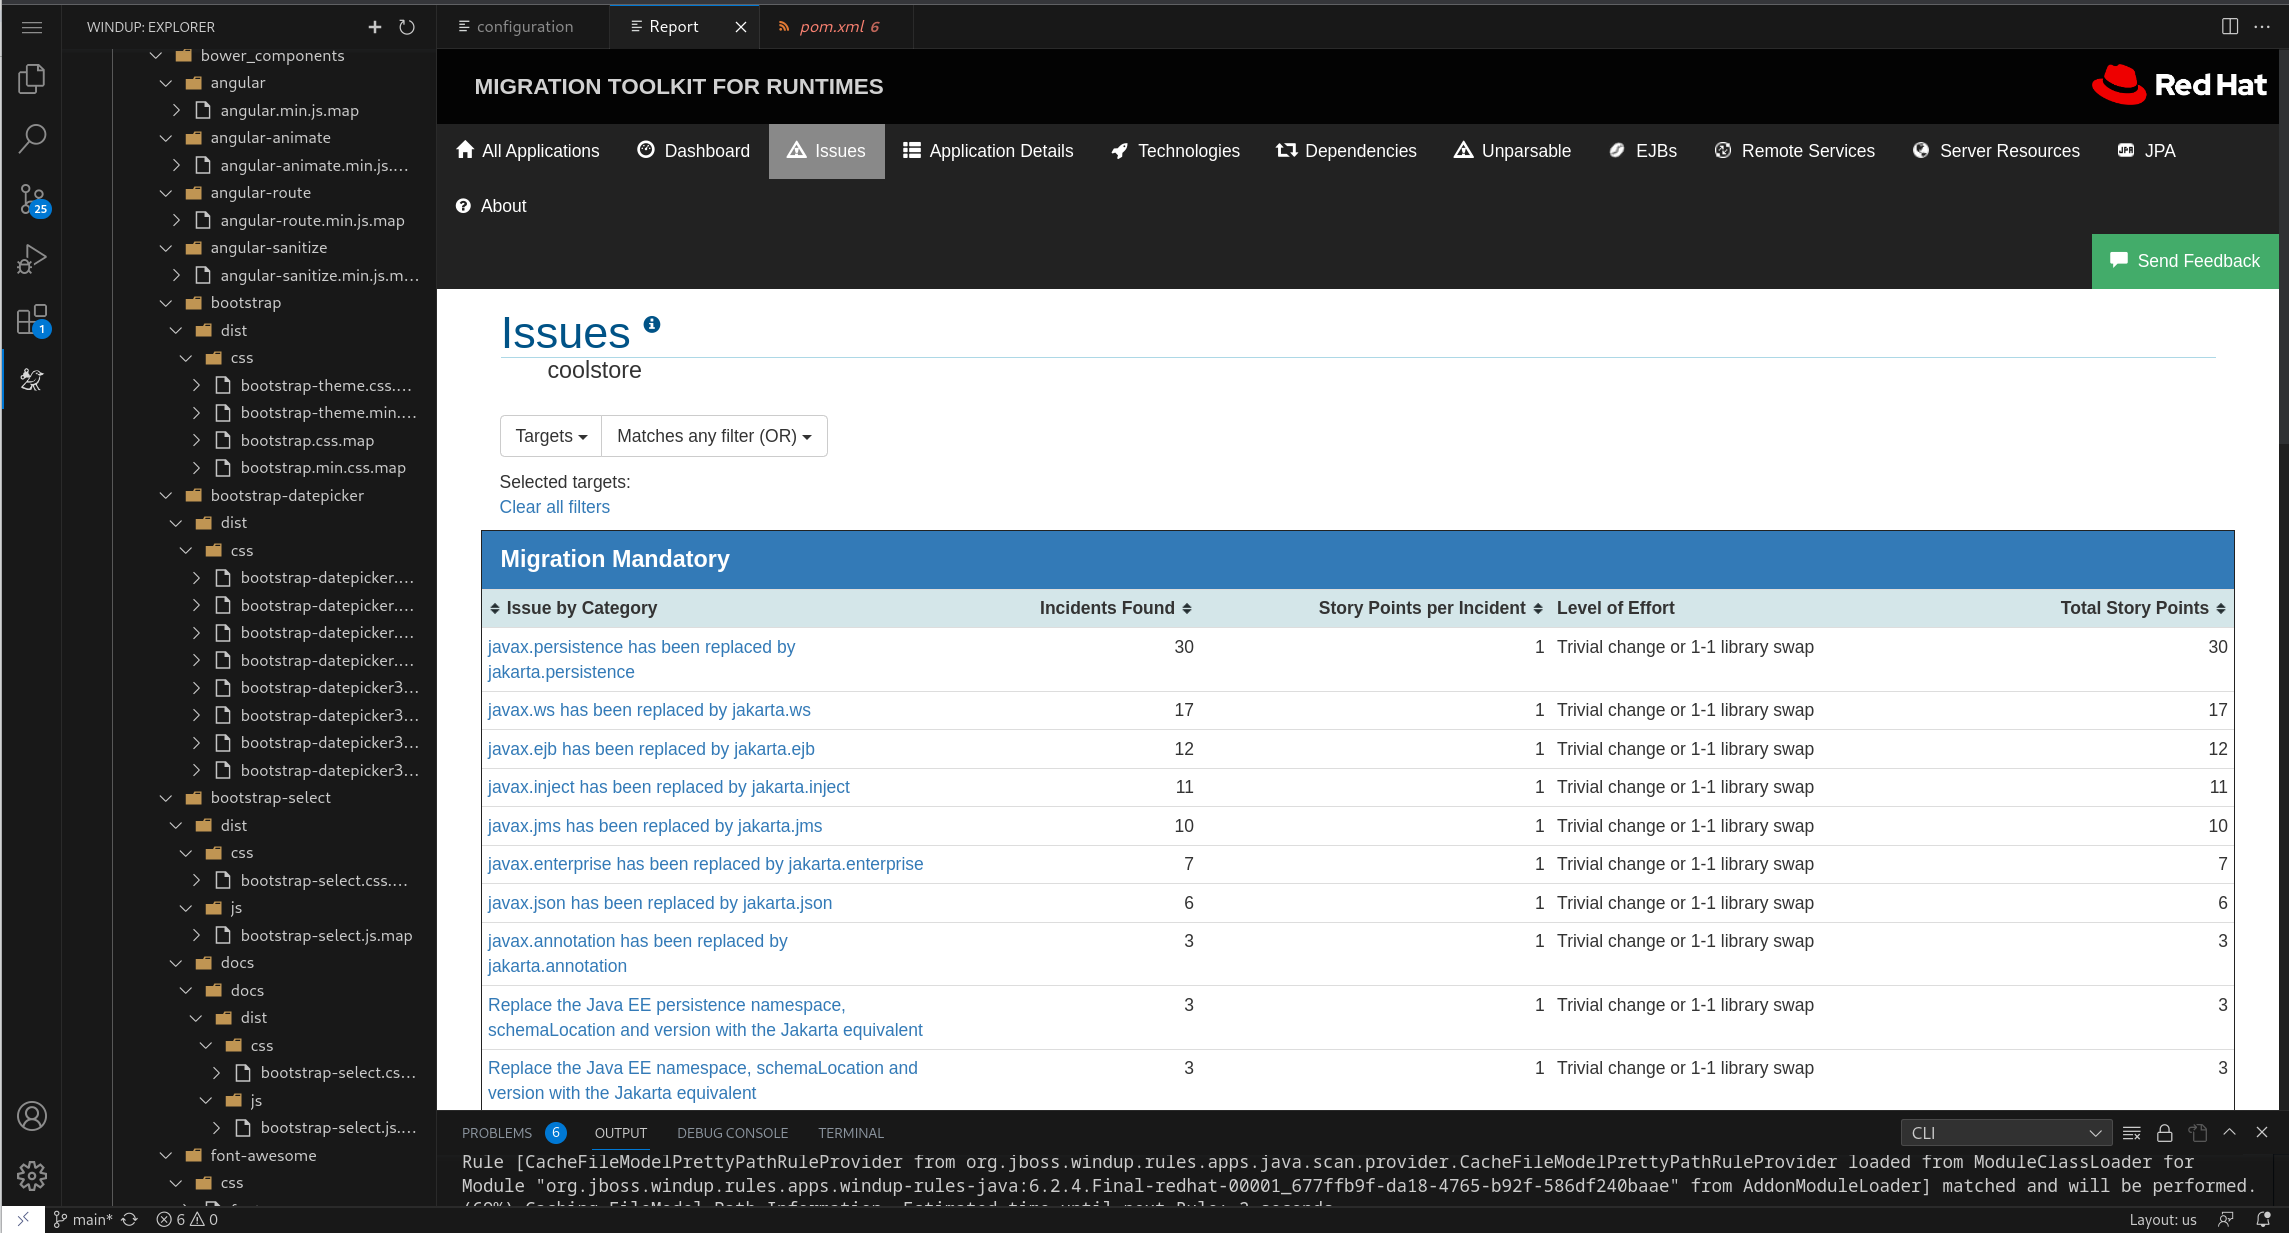 WINDUP: EXPLORER
configuration
Report
pom.xml 6
bower_components
angular
angular.min.js.map
angular-animate
angular-animate.min.js....
angular-route
angular-route.min.js.map
angular-sanitize
angular-sanitize.min.js.m...
bootstrap
dist
css
bootstrap-theme.css....
bootstrap-theme.min....
bootstrap.css.map
bootstrap.min.css.map
bootstrap-datepicker
dist
css
bootstrap-datepicker....
bootstrap-datepicker....
bootstrap-datepicker....
bootstrap-datepicker....
bootstrap-datepicker3...
bootstrap-datepicker3...
bootstrap-datepicker3...
bootstrap-datepicker3...
bootstrap-select
dist
css
bootstrap-select.css....
js
bootstrap-select.js.map
docs
docs
dist
css
bootstrap-select.cs...
js
bootstrap-select.js....
font-awesome
css
25
1
MIGRATION TOOLKIT FOR RUNTIMES
Red Hat
All Applications
Dashboard
Issues
Application Details
Technologies
Dependencies
Unparsable
EJBs
Remote Services
Server Resources
JPA
About
Send Feedback
Issues
coolstore
Targets
Matches any filter (OR)
Selected targets:
Clear all filters
Migration Mandatory
Issue by Category Incidents Found Story Points per Incident Level of Effort Total Story Points
javax.persistence has been replaced by 30 1 Trivial change or 1-1 library swap 30
jakarta.persistence
javax.ws has been replaced by jakarta.ws 17 1 Trivial change or 1-1 library swap 17
javax.ejb has been replaced by jakarta.ejb 12 1 Trivial change or 1-1 library swap 12
javax.inject has been replaced by jakarta.inject 11 1 Trivial change or 1-1 library swap 11
javax.jms has been replaced by jakarta.jms 10 1 Trivial change or 1-1 library swap 10
javax.enterprise has been replaced by jakarta.enterprise 7 1 Trivial change or 1-1 library swap 7
javax.json has been replaced by jakarta.json 6 1 Trivial change or 1-1 library swap 6
javax.annotation has been replaced by 3 1 Trivial change or 1-1 library swap 3
jakarta.annotation
Replace the Java EE persistence namespace, 3 1 Trivial change or 1-1 library swap 3
schemaLocation and version with the Jakarta equivalent
Replace the Java EE namespace, schemaLocation and 3 1 Trivial change or 1-1 library swap 3
version with the Jakarta equivalent
PROBLEMS 6 OUTPUT DEBUG CONSOLE TERMINAL CLI
Rule [CacheFileModelPrettyPathRuleProvider from org.jboss.windup.rules.apps.java.scan.provider.CacheFileModelPrettyPathRuleProvider loaded from ModuleClassLoader for
Module "org.jboss.windup.rules.apps.windup-rules-java:6.2.4.Final-redhat-00001_677ffb9f-da18-4765-b92f-586df240baae" from AddonModuleLoader] matched and will be performed.
main* 6 0
Layout: us